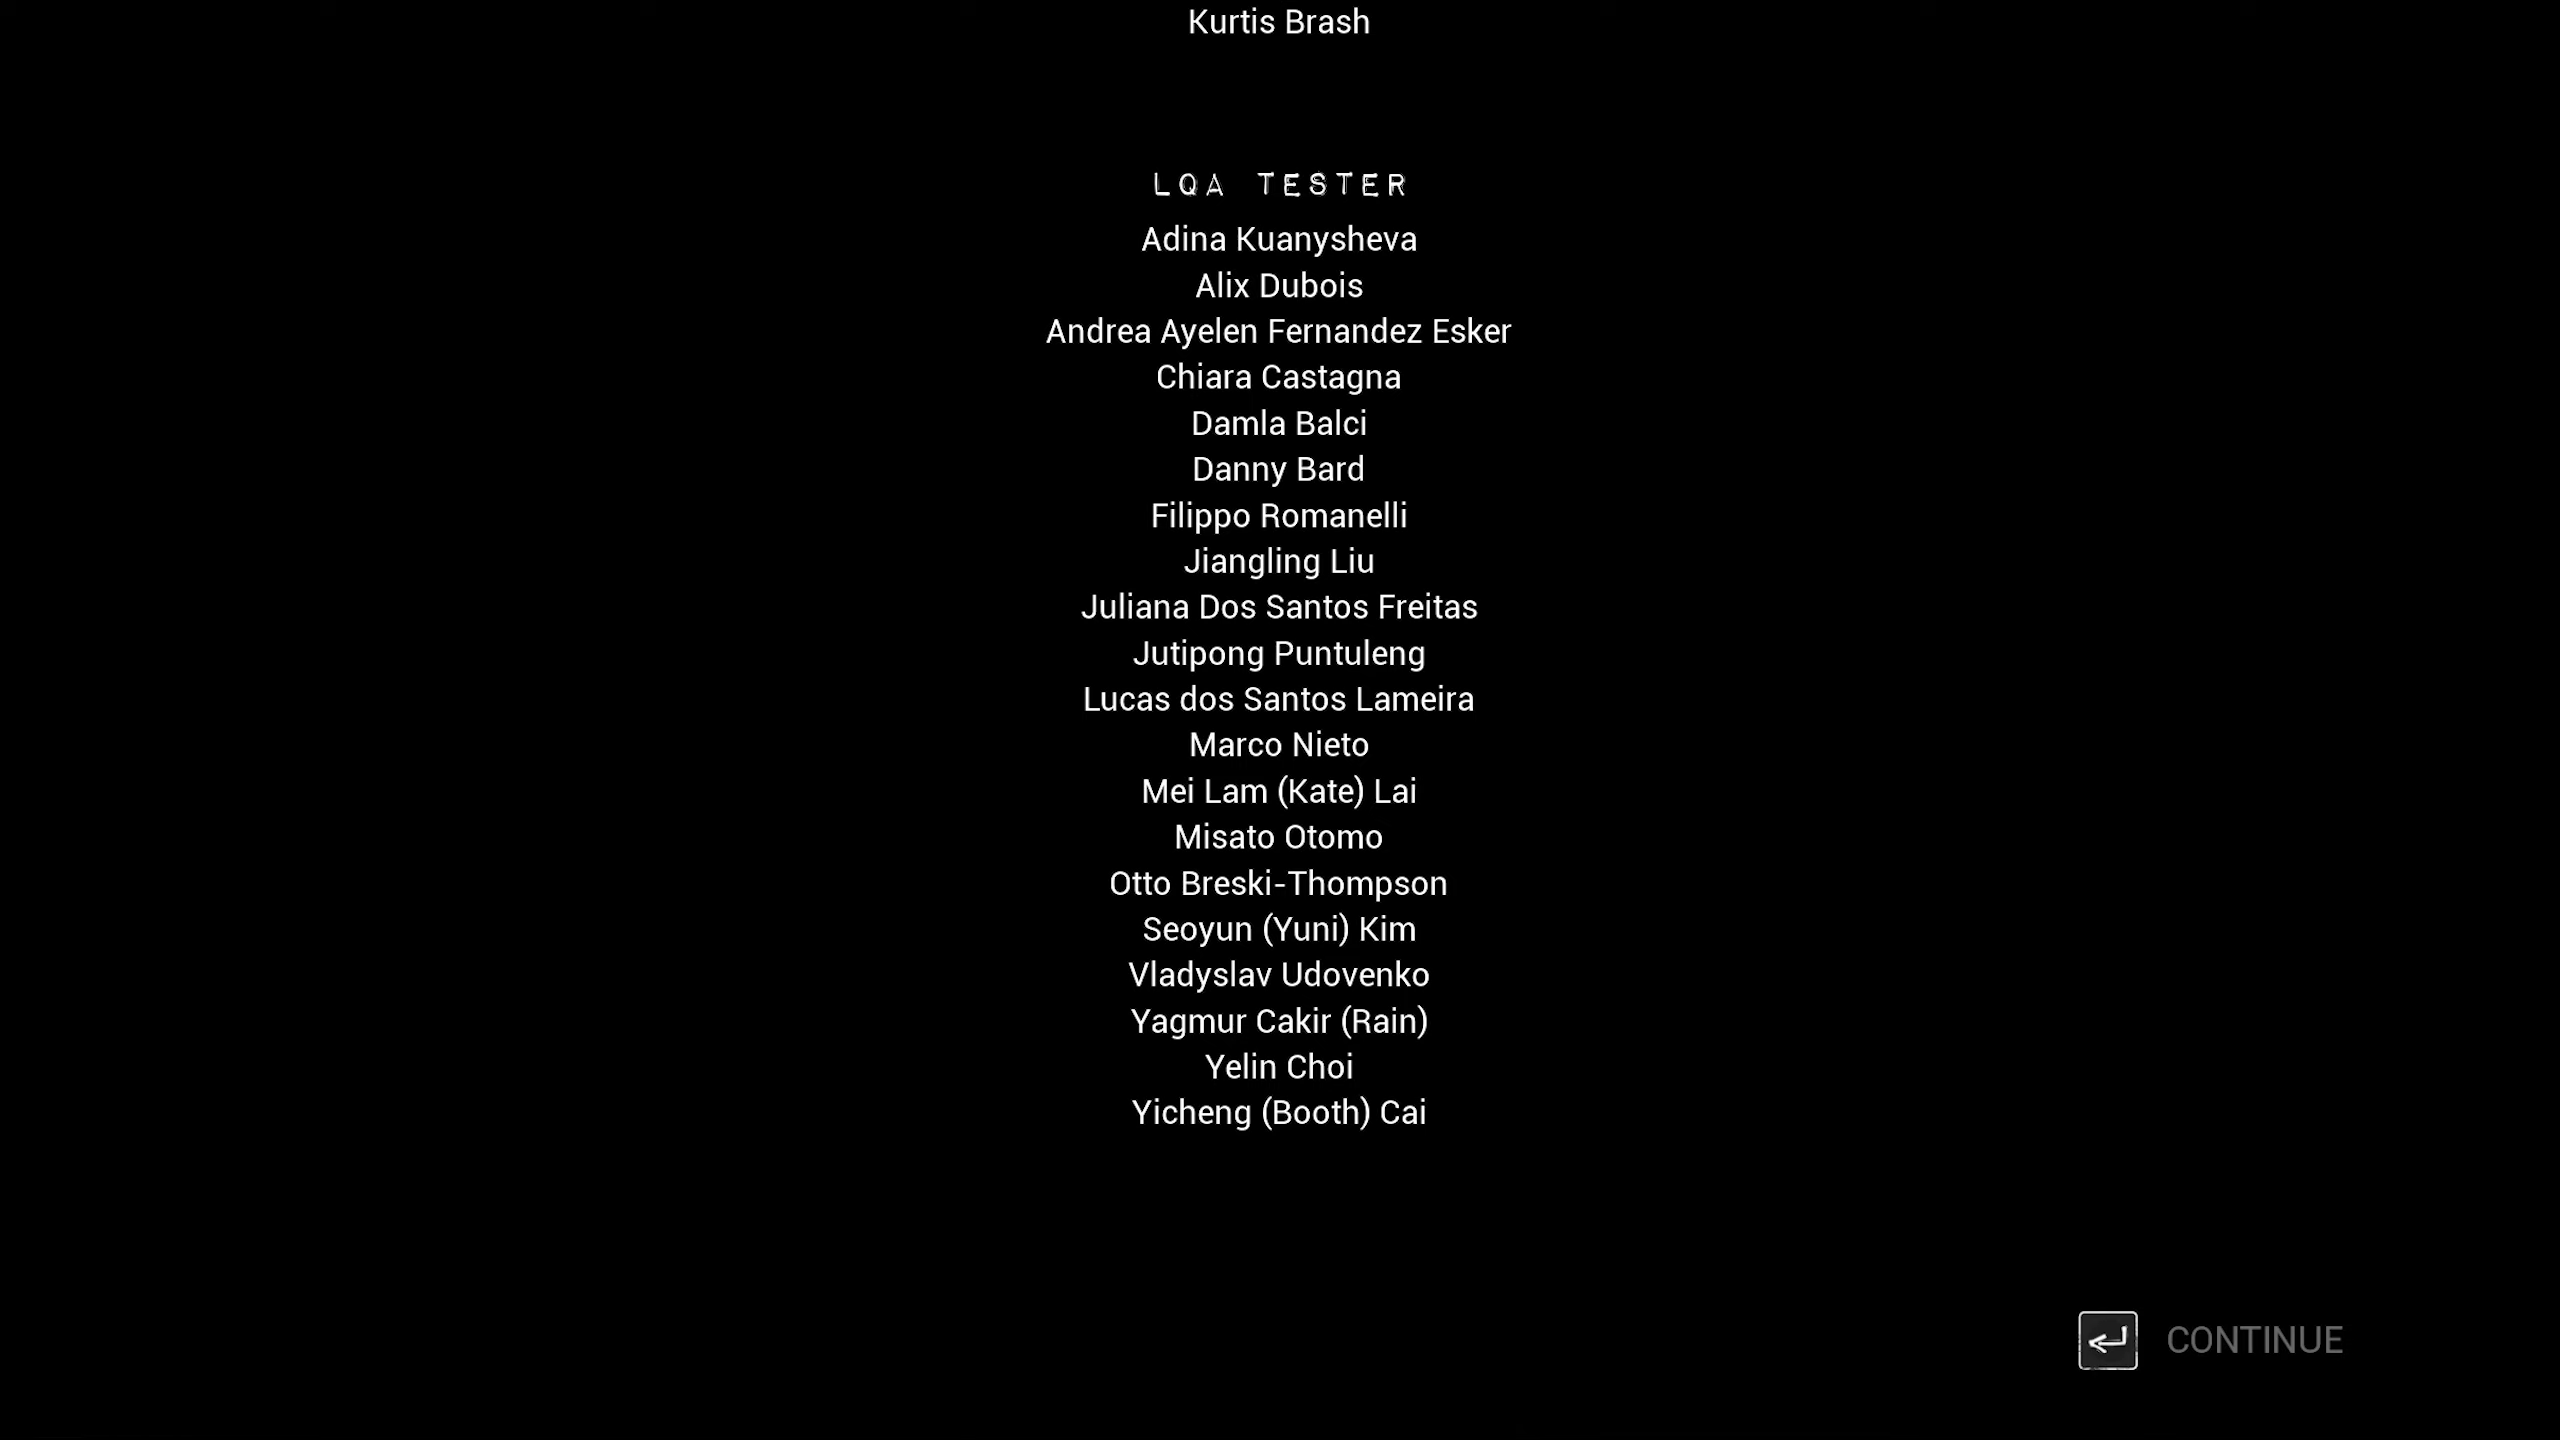 Kurtis Brash
LQA TESTER
Adina Kuanysheva
Alix Dubois
Andrea Ayelen Fernandez Esker
Chiara Castagna
Damla Balci
Danny Bard
Filippo Romanelli
Jiangling Liu
Juliana Dos Santos Freitas
Jutipong Puntuleng
Lucas dos Santos Lameira
Marco Nieto
Mei Lam (Kate) Lai
Misato Otomo
Otto Breski-Thompson
Seoyun (Yuni) Kim
Vladyslav Udovenko
Yagmur Cakir (Rain)
Yelin Choi
Yicheng (Booth) Cai
CONTINUE